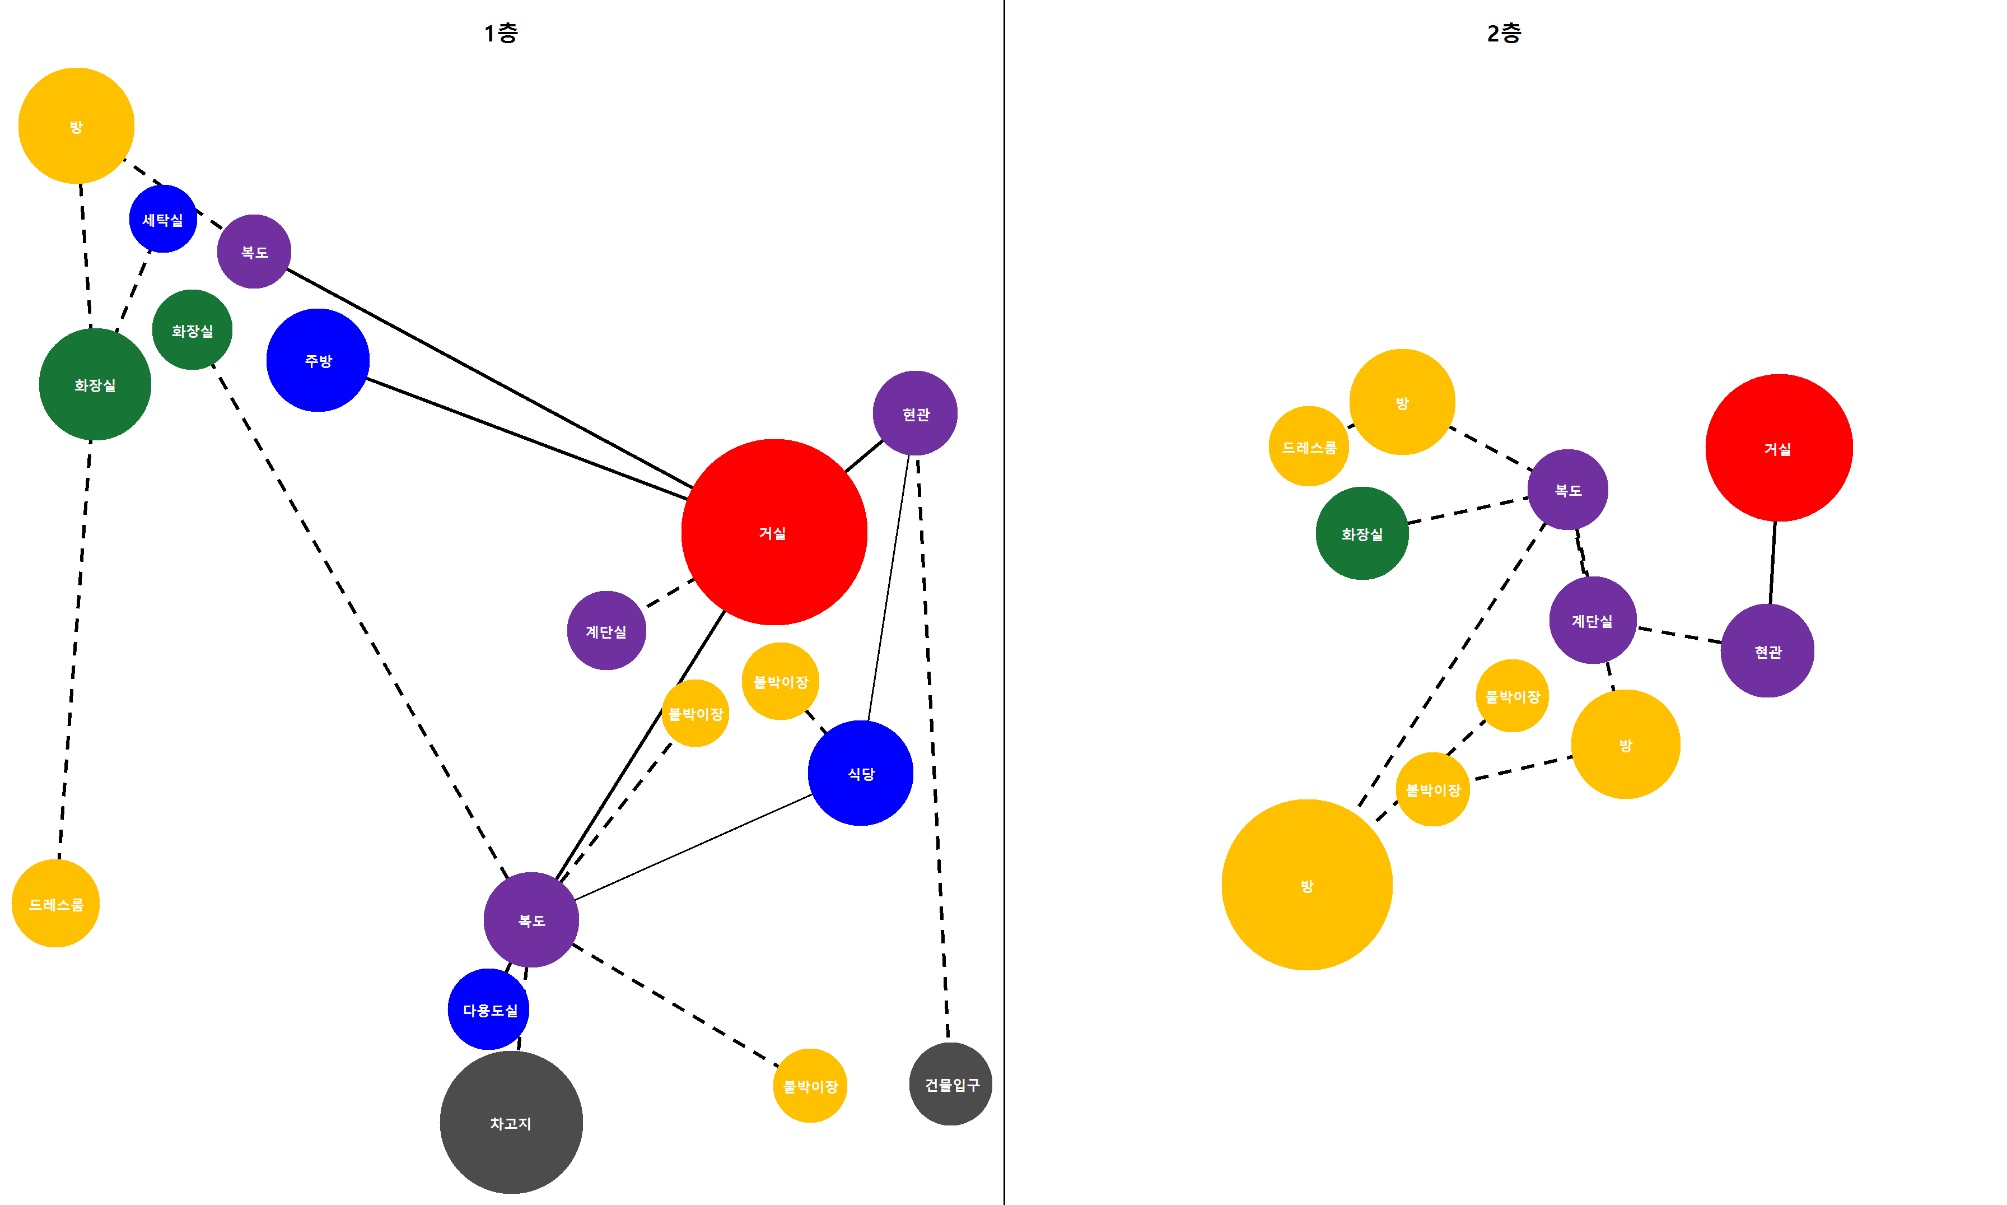 1층
방
세탁실
복도
화장실
주방
화장실
현관
거실
계단실
붙박이장
붙박이장
식당
드레스룸
복도
다용도실
붙박이장
건물입구
차고지
2층
방
드레스룸
거실
복도
화장실
계단실
현관
붙박이장
방
붙박이장
방